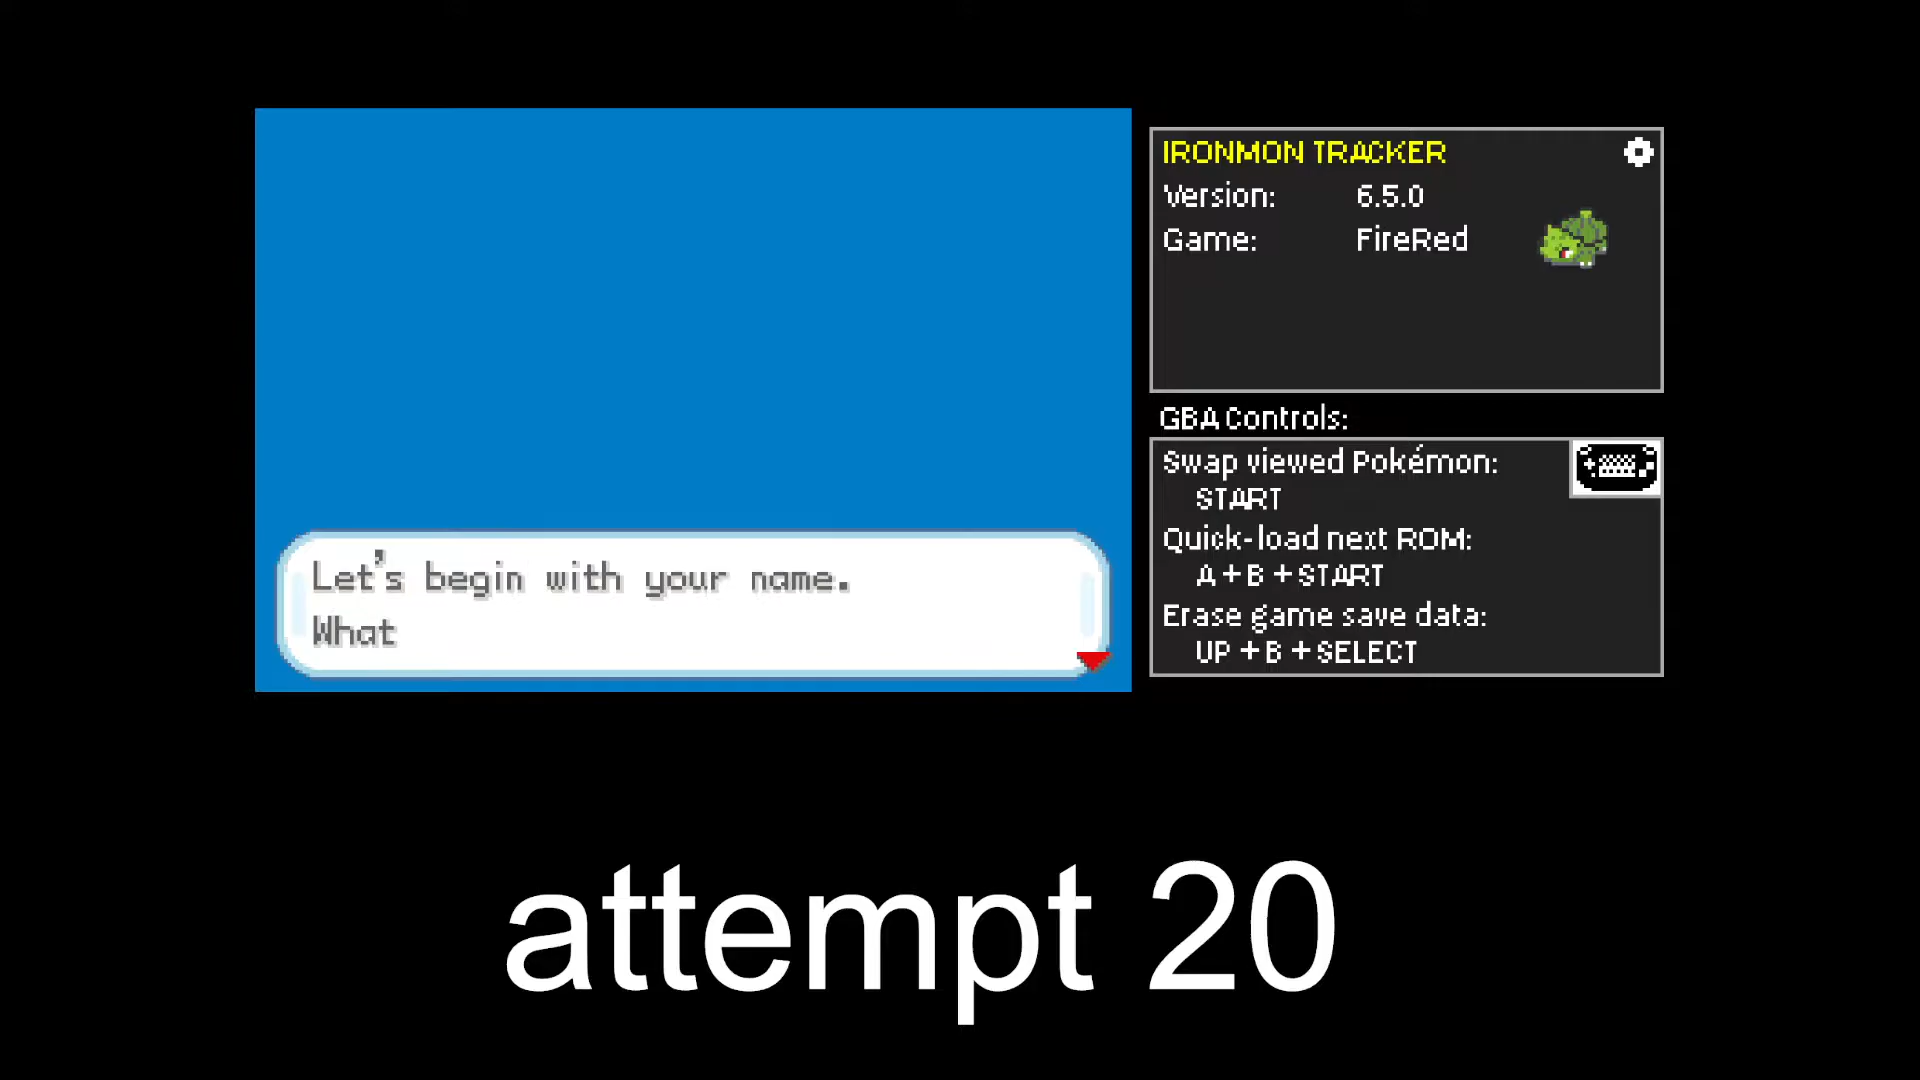 IRONMON TRACKER
Version: 6.5.0
Game: FireRed
GBA Controls:
Swap viewed Pokémon:
START
Quick-load next ROM:
A + B + START
Erase game save data:
UP + B + SELECT
Let's begin with your name.
What
attempt 20